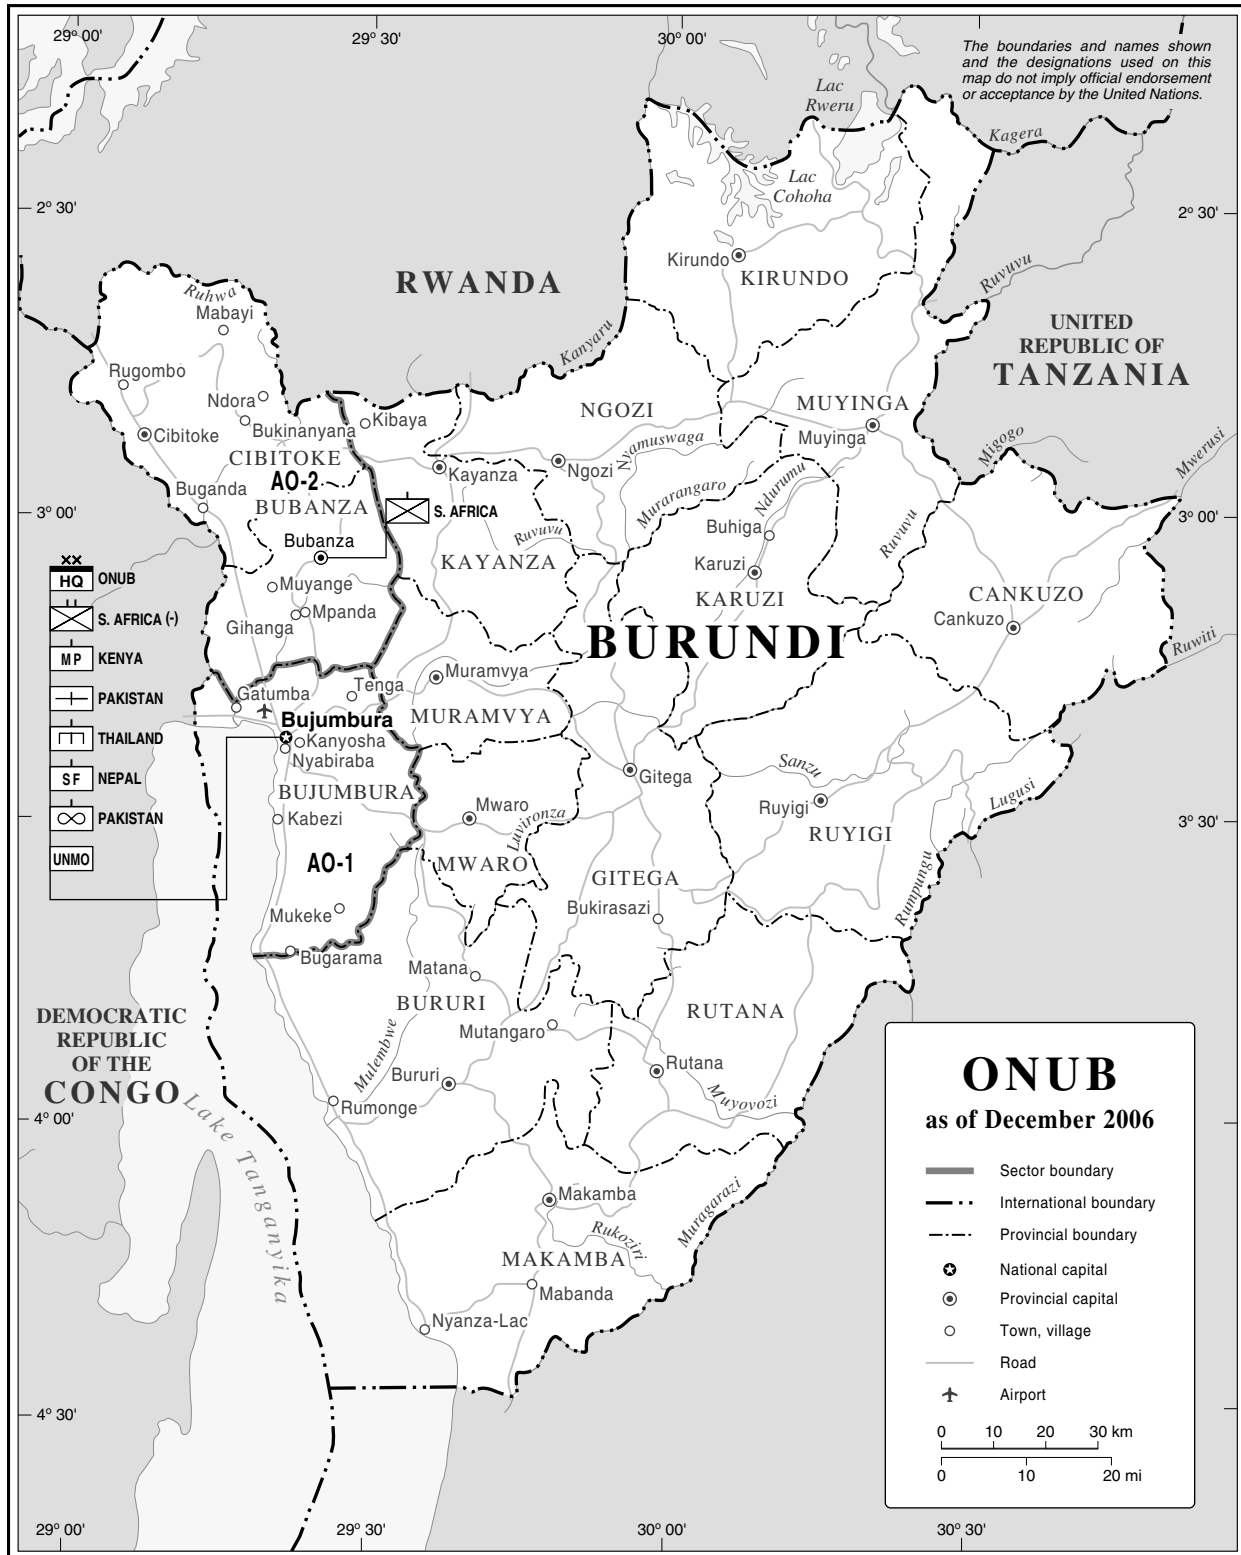 29° 00'
29° 30'
30° 00'
The boundaries and names shown
and the designations used on this
map do not imply official endorsement
or acceptance by the United Nations.
Lac
Rweru
Kagera
Lac
Cohoha
2° 30'
2° 30'
Kirundo
KIRUNDO
RWANDA
Ruvuvu
Ruhwa
Mabayi
Kanyaru
UNITED
REPUBLIC OF
TANZANIA
Rugombo
Ndora
Kibaya
NGOZI
MUYINGA
Cibitoke
Bukinanyana
Nyamuswaga
Muyinga
Migogo
Mwerusi
CIBITOKE
AO-2
Kayanza
Ngozi
Murarangaro
Ndurumu
Buganda
BUBANZA
S. AFRICA
3° 00'
3° 00'
Ruvuvu
Buhiga
Ruvuvu
Bubanza
KAYANZA
Karuzi
KARUZI
CANKUZO
Cankuzo
HQ
ONUB
Muyange
Mpanda
Gihanga
S. AFRICA (-)
BURUNDI
Ruwiti
MP
KENYA
Muramvya
Tenga
PAKISTAN
Gatumba
Bujumbura
MURAMVYA
THAILAND
Kanyosha
Nyabiraba
SF
NEPAL
Gitega
Sanzu
BUJUMBURA
Mwaro
Ruyigi
Lugusi
PAKISTAN
Kabezi
Luvironza
RUYIGI
3° 30'
UNMO
AO-1
MWARO
GITEGA
Rumpungu
Mukeke
Bukirasazi
Bugarama
Matana
BURURI
RUTANA
DEMOCRATIC
REPUBLIC
OF THE
CONGO
Mutangaro
Mulembwe
Bururi
Rutana
Muyovozi
Rumonge
4° 00'
Lake Tanganyika
Makamba
Muragarazi
Rukoziri
MAKAMBA
Mabanda
Nyanza-Lac
4° 30'
ONUB
as of December 2006
Sector boundary
International boundary
Provincial boundary
National capital
Provincial capital
Town, village
Road
Airport
0 10 20 30 km
0 10 20 mi
29° 00'
29° 30'
30° 00'
30° 30'